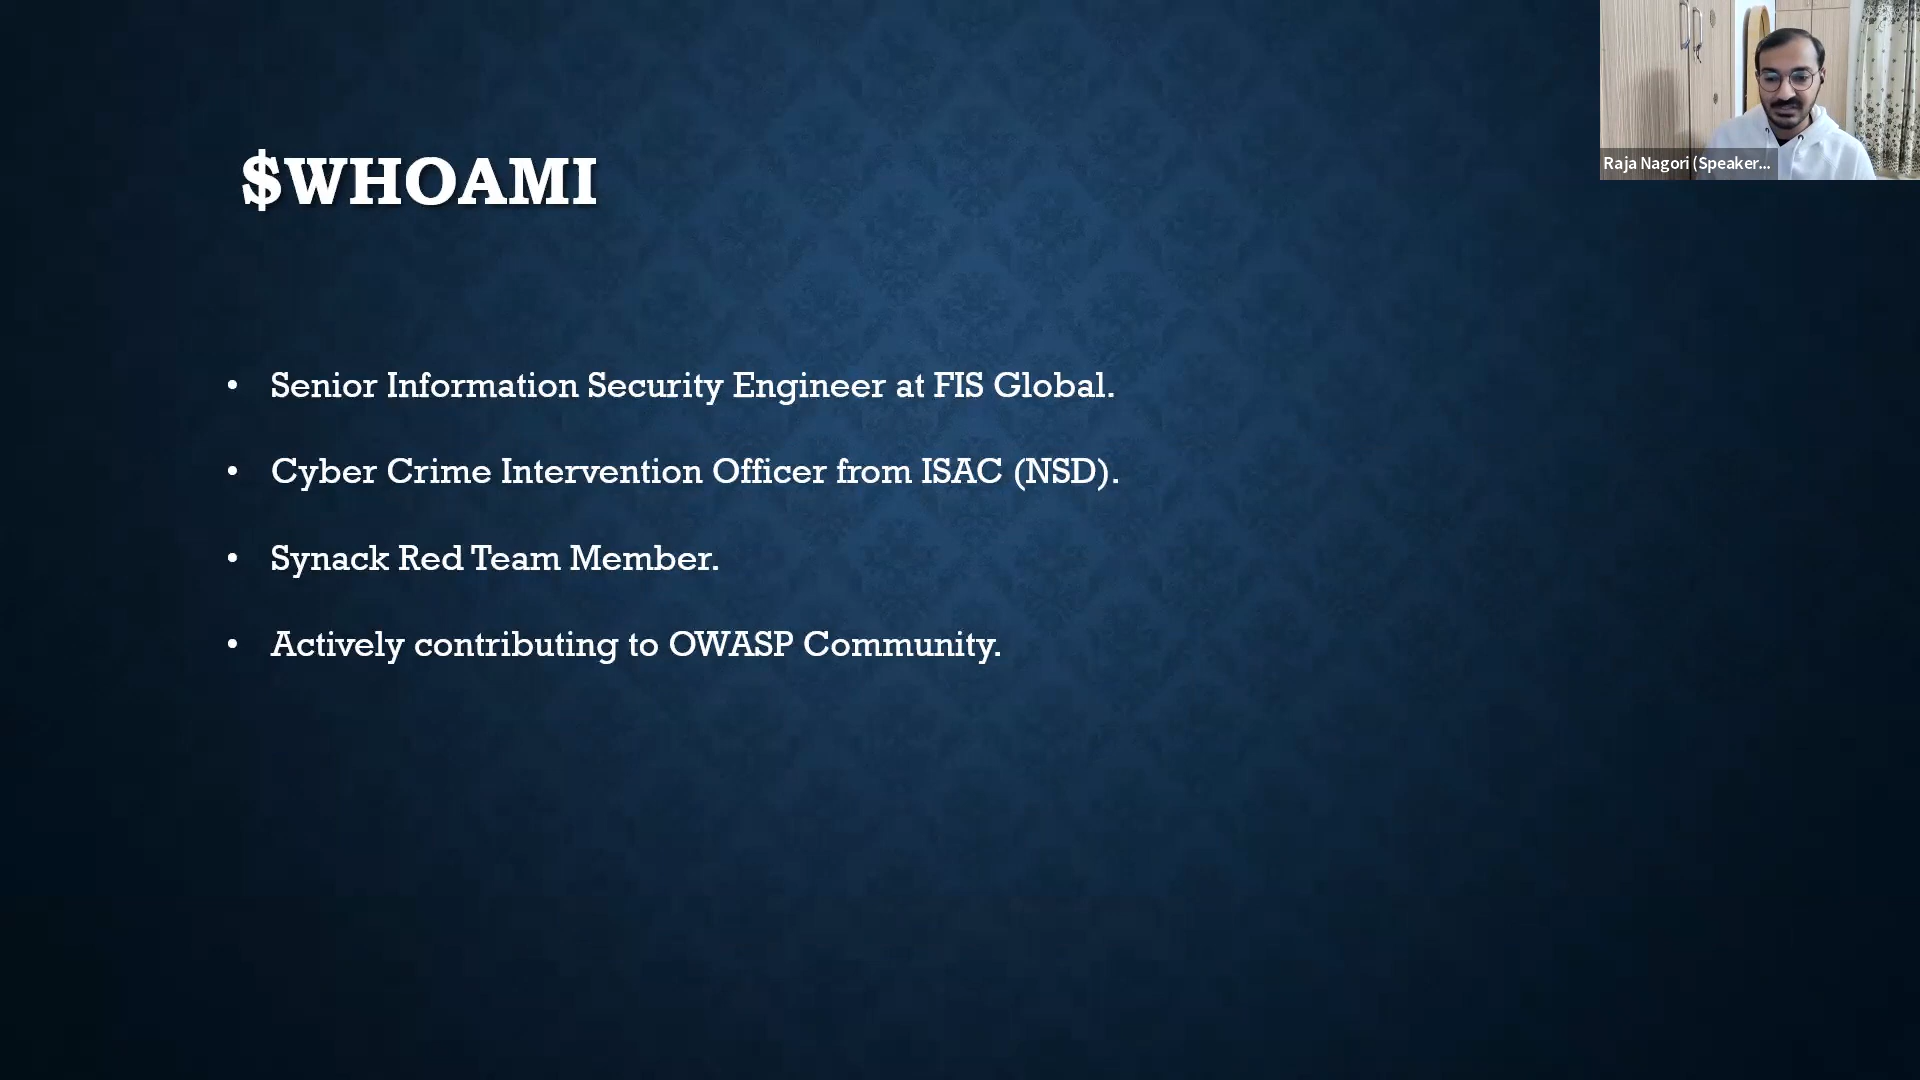 $WHOAMI
Raja Nagori (Speaker...
• Senior Information Security Engineer at FIS Global.
• Cyber Crime Intervention Officer from ISAC (NSD).
• Synack Red Team Member.
• Actively contributing to OWASP Community.